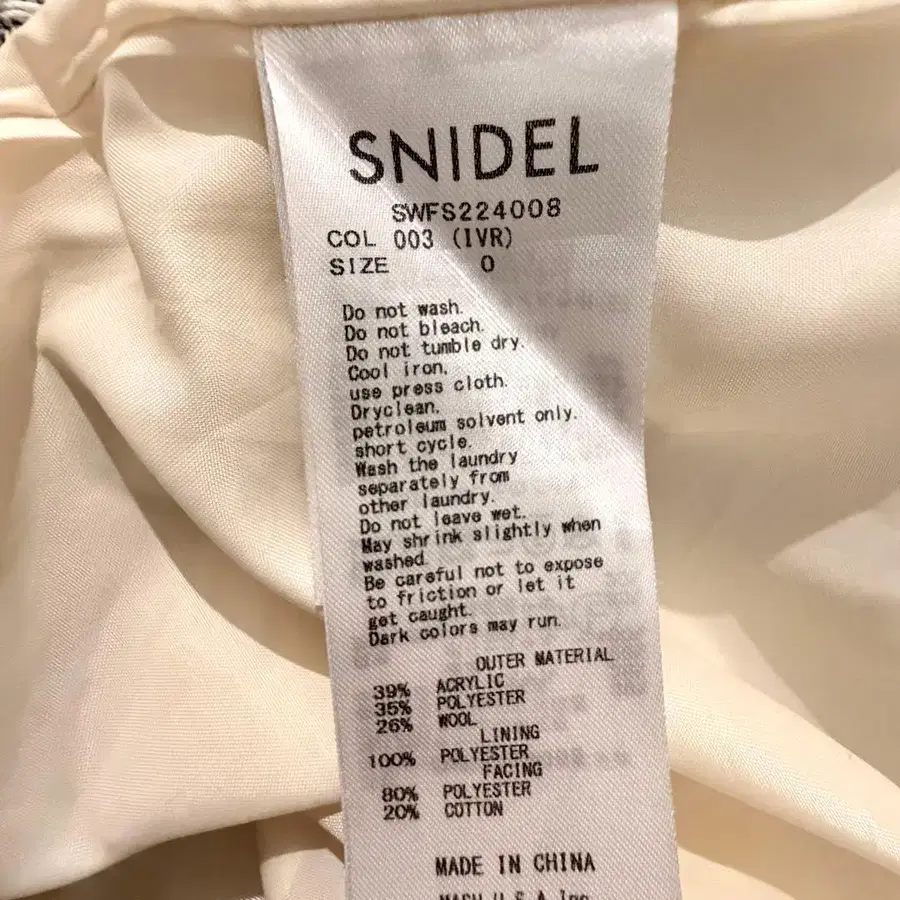 SNIDEL
SWFS224008
COL 003 (IVR)
SIZE 0
Do not wash.
Do not bleach.
Do not tumble dry.
Cool iron.
use press cloth.
Dryclean.
petroleum solvent only.
short cycle.
Wash the laundry
separately from
other laundry.
Do not leave wet.
May shrink slightly when
washed.
Be careful not to expose
to friction or let it
get caught.
Dark colors may run.
OUTER MATERIAL
39% ACRYLIC
35% POLYESTER
26% WOOL
LINING
100% POLYESTER
FACING
80% POLYESTER
20% COTTON
MADE IN CHINA
MASH U.S.A Inc